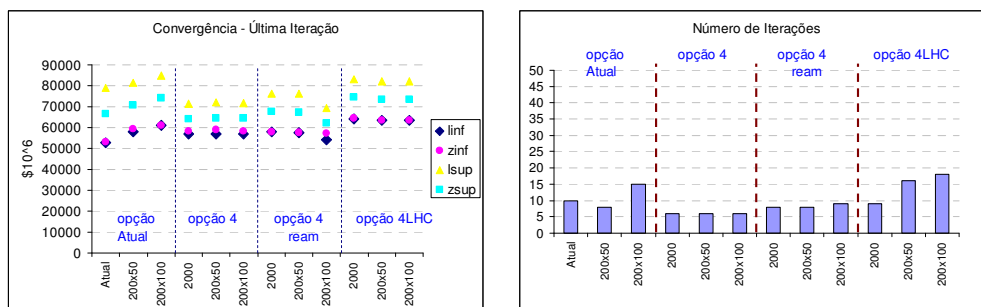 Convergência - Última Iteração
$10^6
90000
80000
70000
60000
50000
40000
30000
20000
10000
0
opção Atual
opção 4
opção 4 ream
opção 4LHC
Atual
200x50
200x100
2000
200x50
200x100
2000
200x50
200x100
2000
200x50
200x100
linf
zinf
lsup
zsup
Número de Iterações
opção Atual
opção 4
opção 4 ream
opção 4LHC
50
45
40
35
30
25
20
15
10
5
0
Atual
200x50
200x100
2000
200x50
200x100
2000
200x50
200x100
2000
200x50
200x100